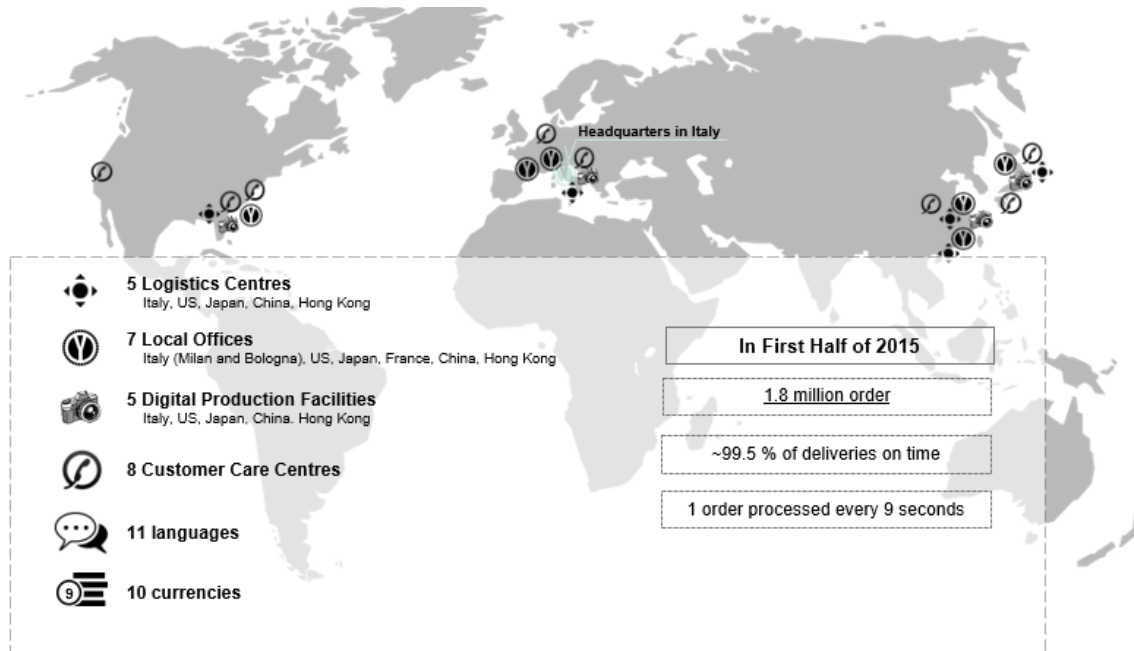 Headquarters in Italy
5 Logistics Centres
Italy, US, Japan, China, Hong Kong
7 Local Offices
Italy (Milan and Bologna), US, Japan, France, China, Hong Kong
5 Digital Production Facilities
Italy, US, Japan, China. Hong Kong
8 Customer Care Centres
11 languages
9
10 currencies
In First Half of 2015
1.8 million order
~99.5 % of deliveries on time
1 order processed every 9 seconds